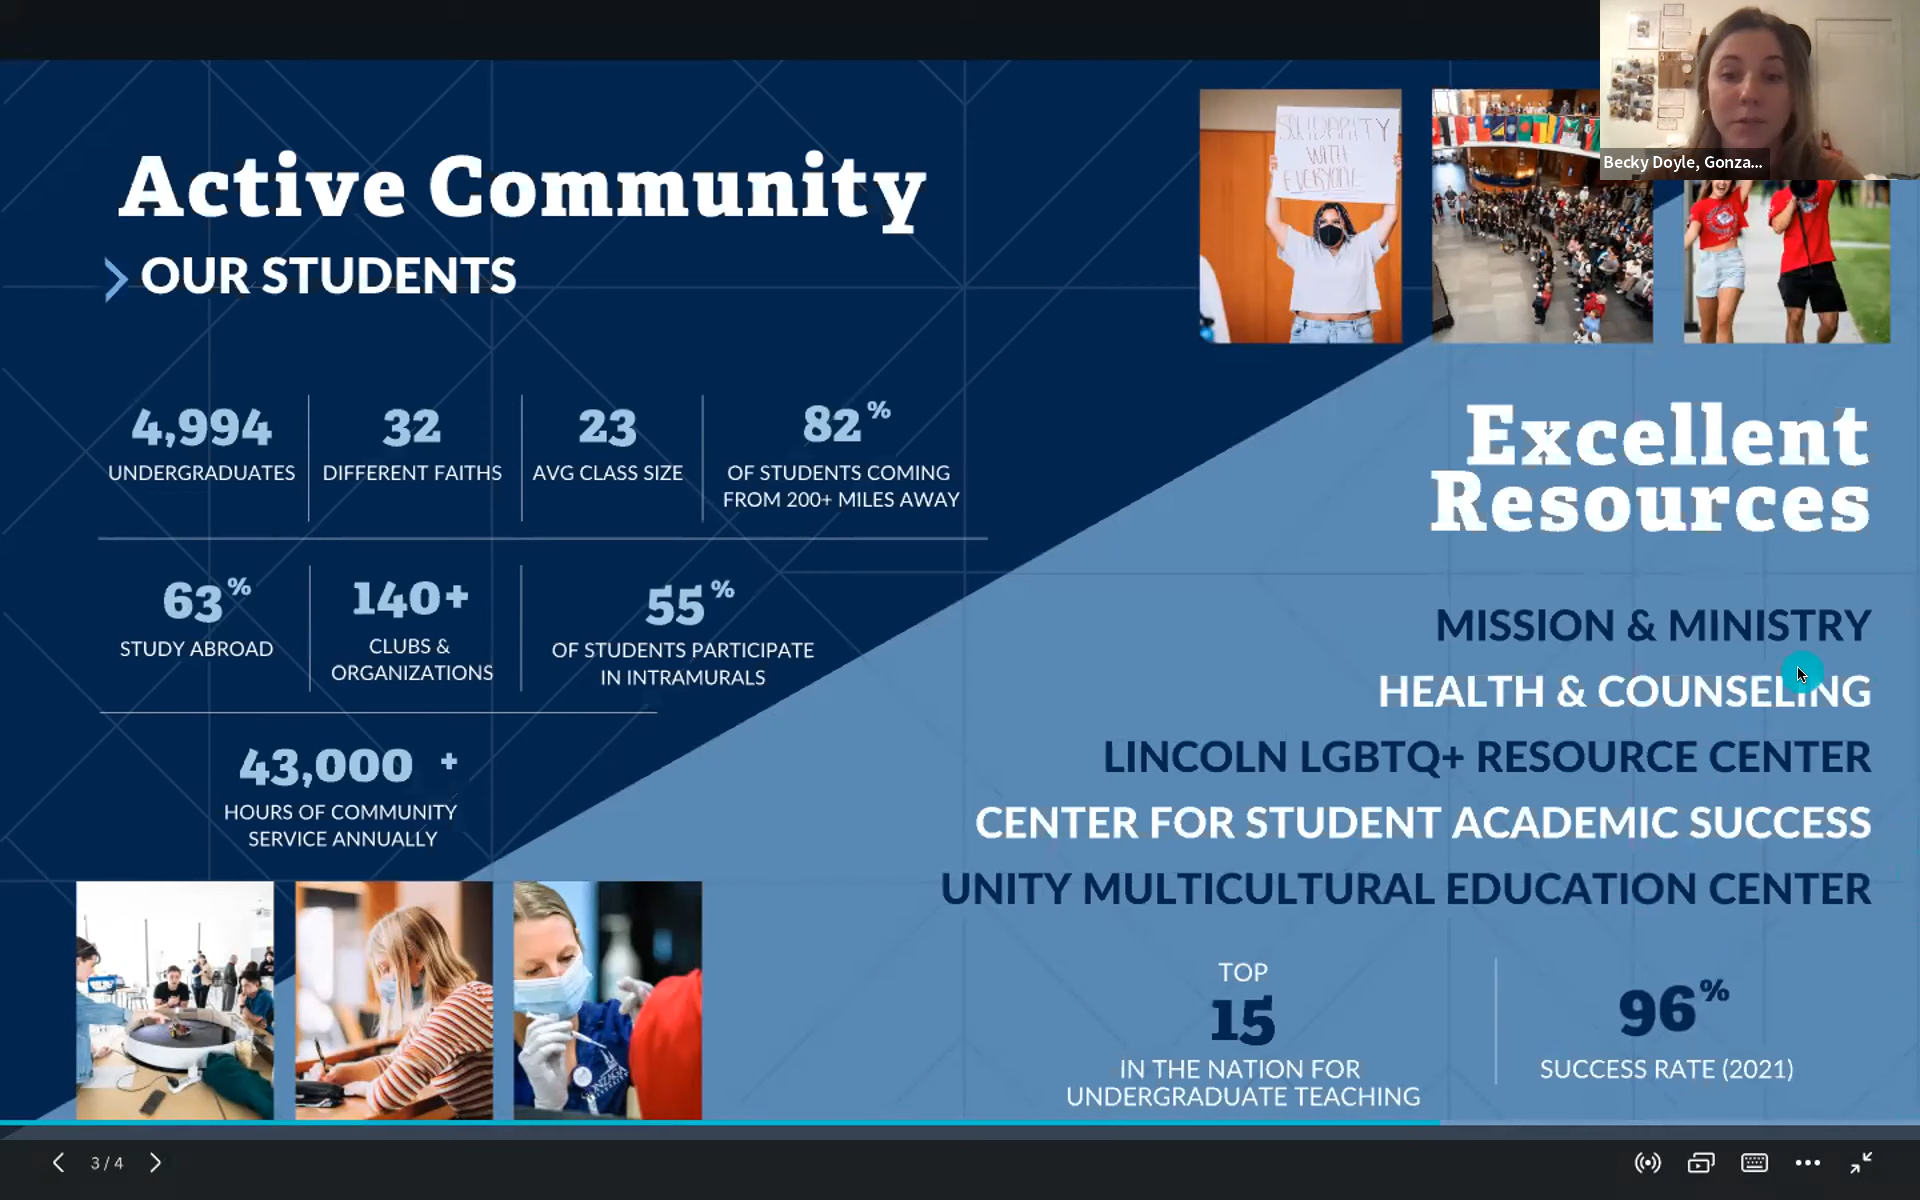 SOLIDARITY
WITH
EVERYONE
Becky Doyle, Gonza...
Active Community
OUR STUDENTS
4,994
UNDERGRADUATES
32
DIFFERENT FAITHS
23
AVG CLASS SIZE
82%
OF STUDENTS COMING
FROM 200+ MILES AWAY
63%
STUDY ABROAD
140+
CLUBS &
ORGANIZATIONS
55%
OF STUDENTS PARTICIPATE
IN INTRAMURALS
43,000 +
HOURS OF COMMUNITY
SERVICE ANNUALLY
Excellent
Resources
MISSION & MINISTRY
HEALTH & COUNSELING
LINCOLN LGBTQ+ RESOURCE CENTER
CENTER FOR STUDENT ACADEMIC SUCCESS
UNITY MULTICULTURAL EDUCATION CENTER
TOP
15
IN THE NATION FOR
UNDERGRADUATE TEACHING
96%
SUCCESS RATE (2021)
GONZAGA
3 / 4